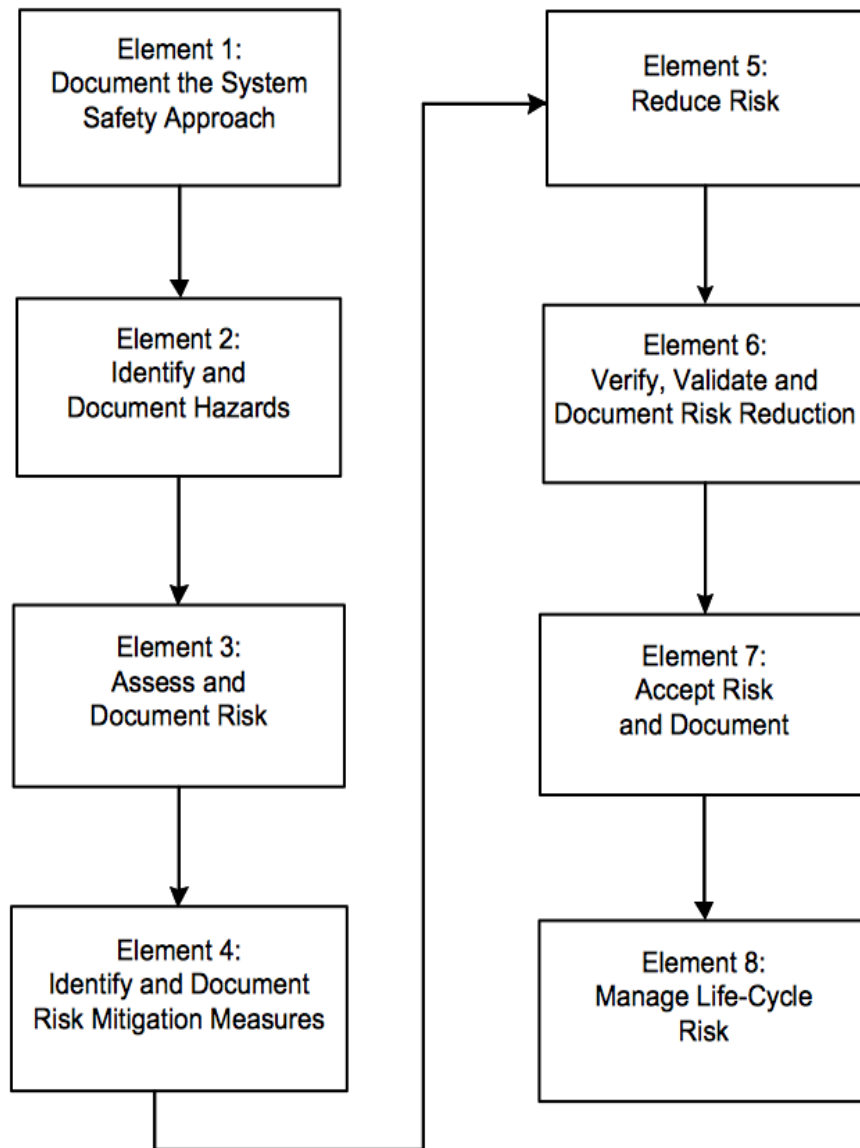 Element 1:
Document the System
Safety Approach
Element 2:
Identify and
Document Hazards
Element 3:
Assess and
Document Risk
Element 4:
Identify and Document
Risk Mitigation Measures
Element 5:
Reduce Risk
Element 6:
Verify, Validate and
Document Risk Reduction
Element 7:
Accept Risk
and Document
Element 8:
Manage Life-Cycle
Risk